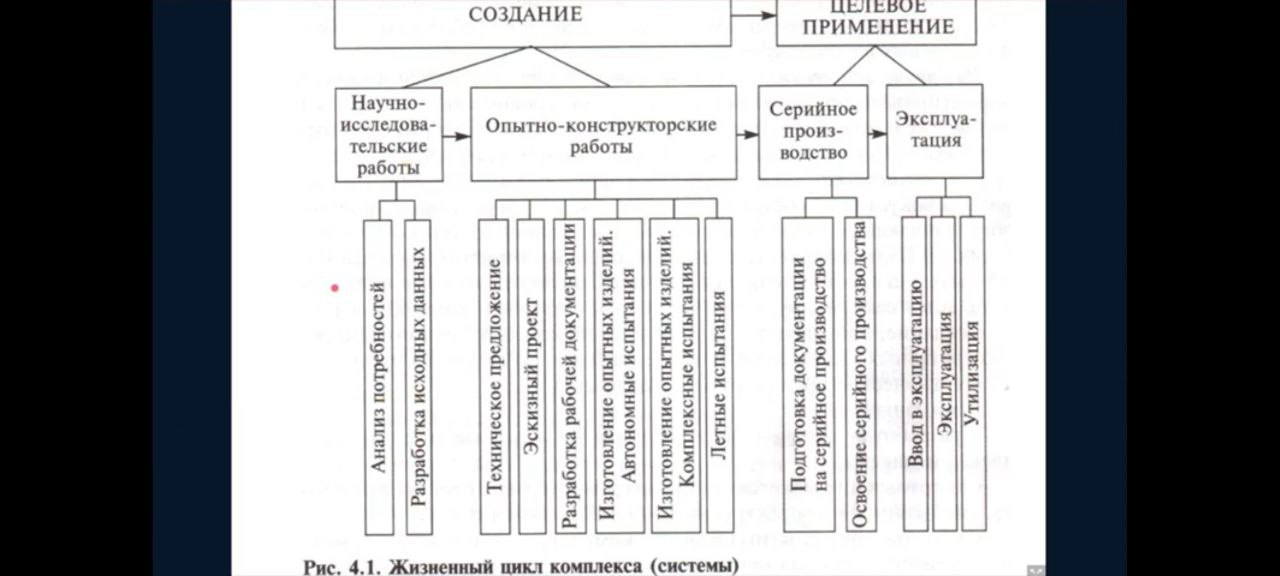 СОЗДАНИЕ
ЦЕЛЕВОЕ
ПРИМЕНЕНИЕ
Научно-
исследова-
тельские
работы
Опытно-конструкторские
работы
Серийное
произ-
водство
Эксплуа-
тация
Анализ потребностей
Разработка исходных данных
Техническое предложение
Эскизный проект
Разработка рабочей документации
Изготовление опытных изделий.
Автономные испытания
Изготовление опытных изделий.
Комплексные испытания
Летные испытания
Подготовка документации
на серийное производство
Освоение серийного производства
Ввод в эксплуатацию
Эксплуатация
Утилизация
Рис. 4.1. Жизненный цикл комплекса (системы)